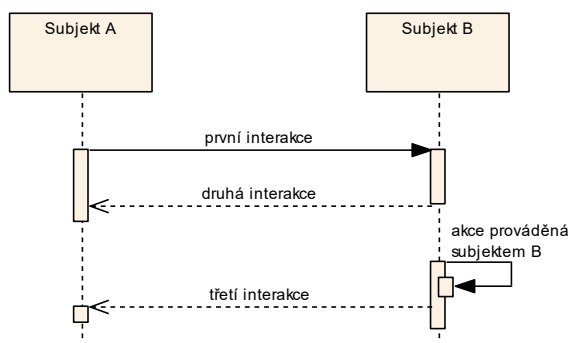 Subjekt A
Subjekt B
první interakce
druhá interakce
akce prováděná
subjektem B
třetí interakce